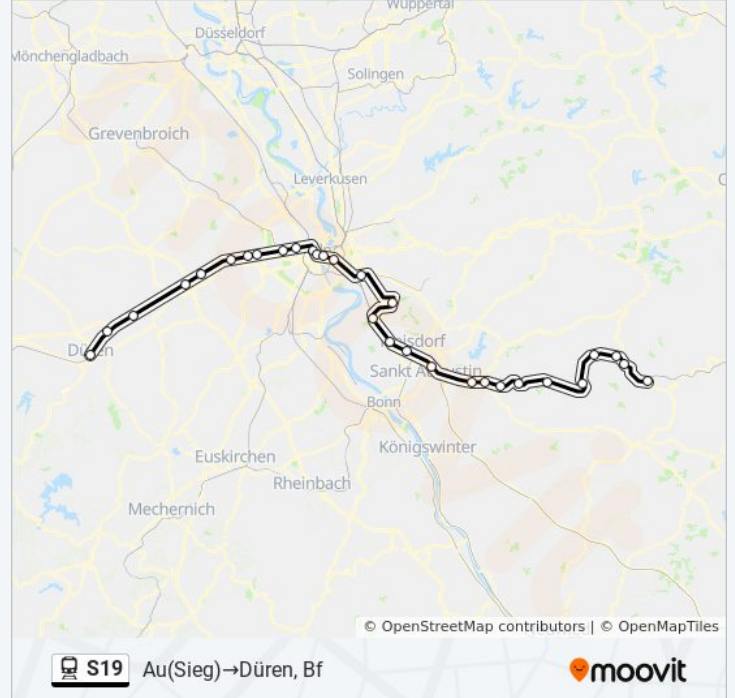 Wuppertal
Düsseldorf
Mönchengladbach
Solingen
Grevenbroich
Leverkusen
Düren
Sankt Augustin
Bonn
Königswinter
Euskirchen
Rheinbach
Mechernich
© OpenStreetMap contributors | © OpenMapTiles
S19 Au(Sieg)→Düren, Bf
moovit